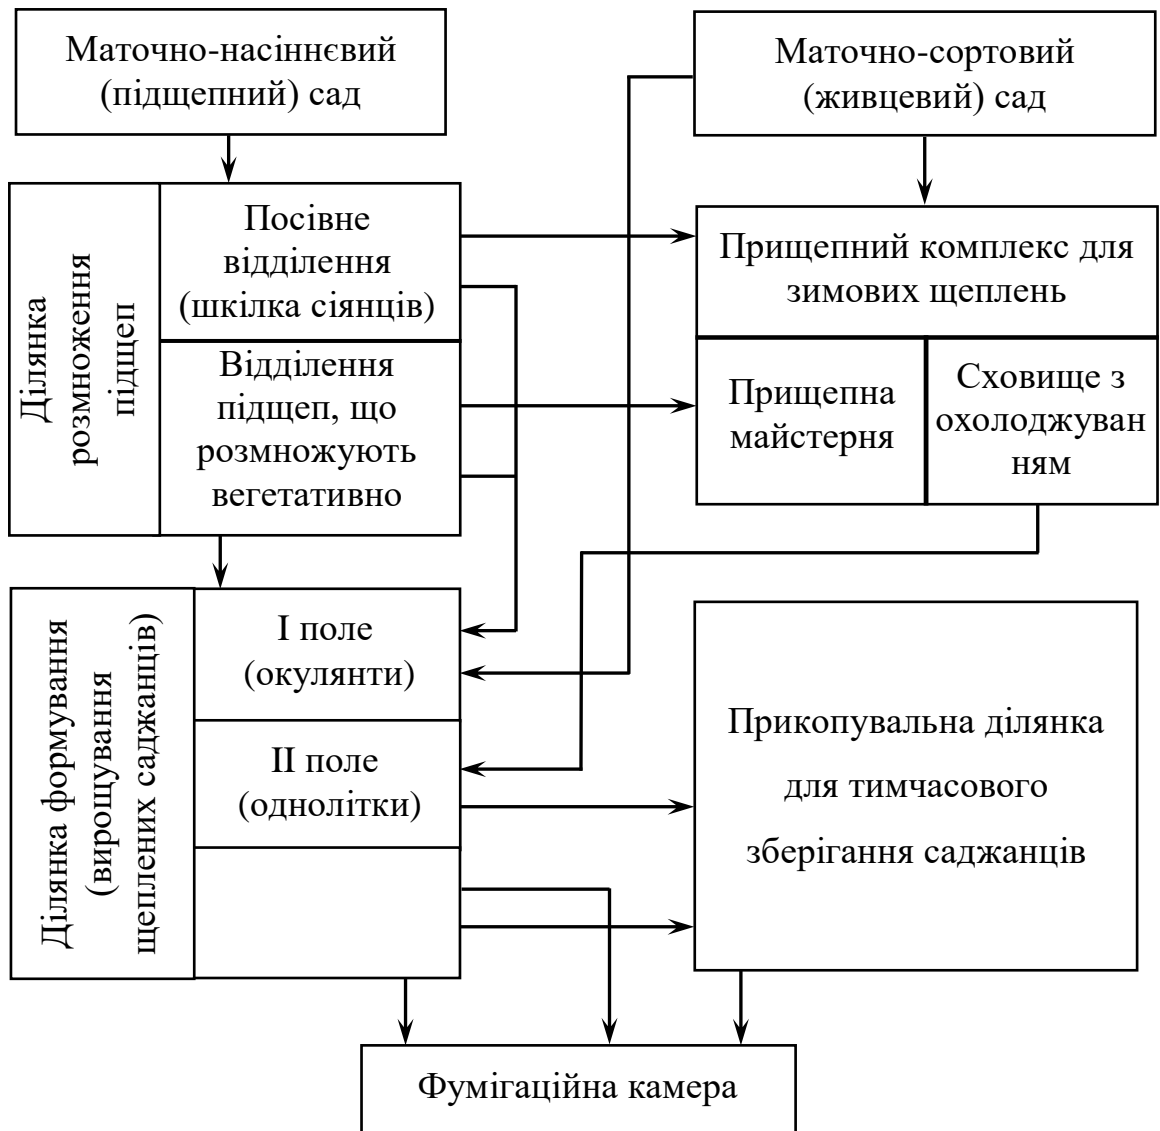 Маточно-насіннєвий
(підщепний) сад
Маточно-сортовий
(живцевий) сад
Ділянка
розмноження
підщеп
Посівне
відділення
(шкілка сіянців)
Відділення
підщеп, що
розмножують
вегетативно
Прищепний комплекс для
зимових щеплень
Прищепна
майстерня
Сховище з
охолоджуван
ням
Ділянка формування
(вирощування
щеплених саджанців)
І поле
(окулянти)
ІІ поле
(однолітки)
Прикопувальна ділянка
для тимчасового
зберігання саджанців
Фумігаційна камера